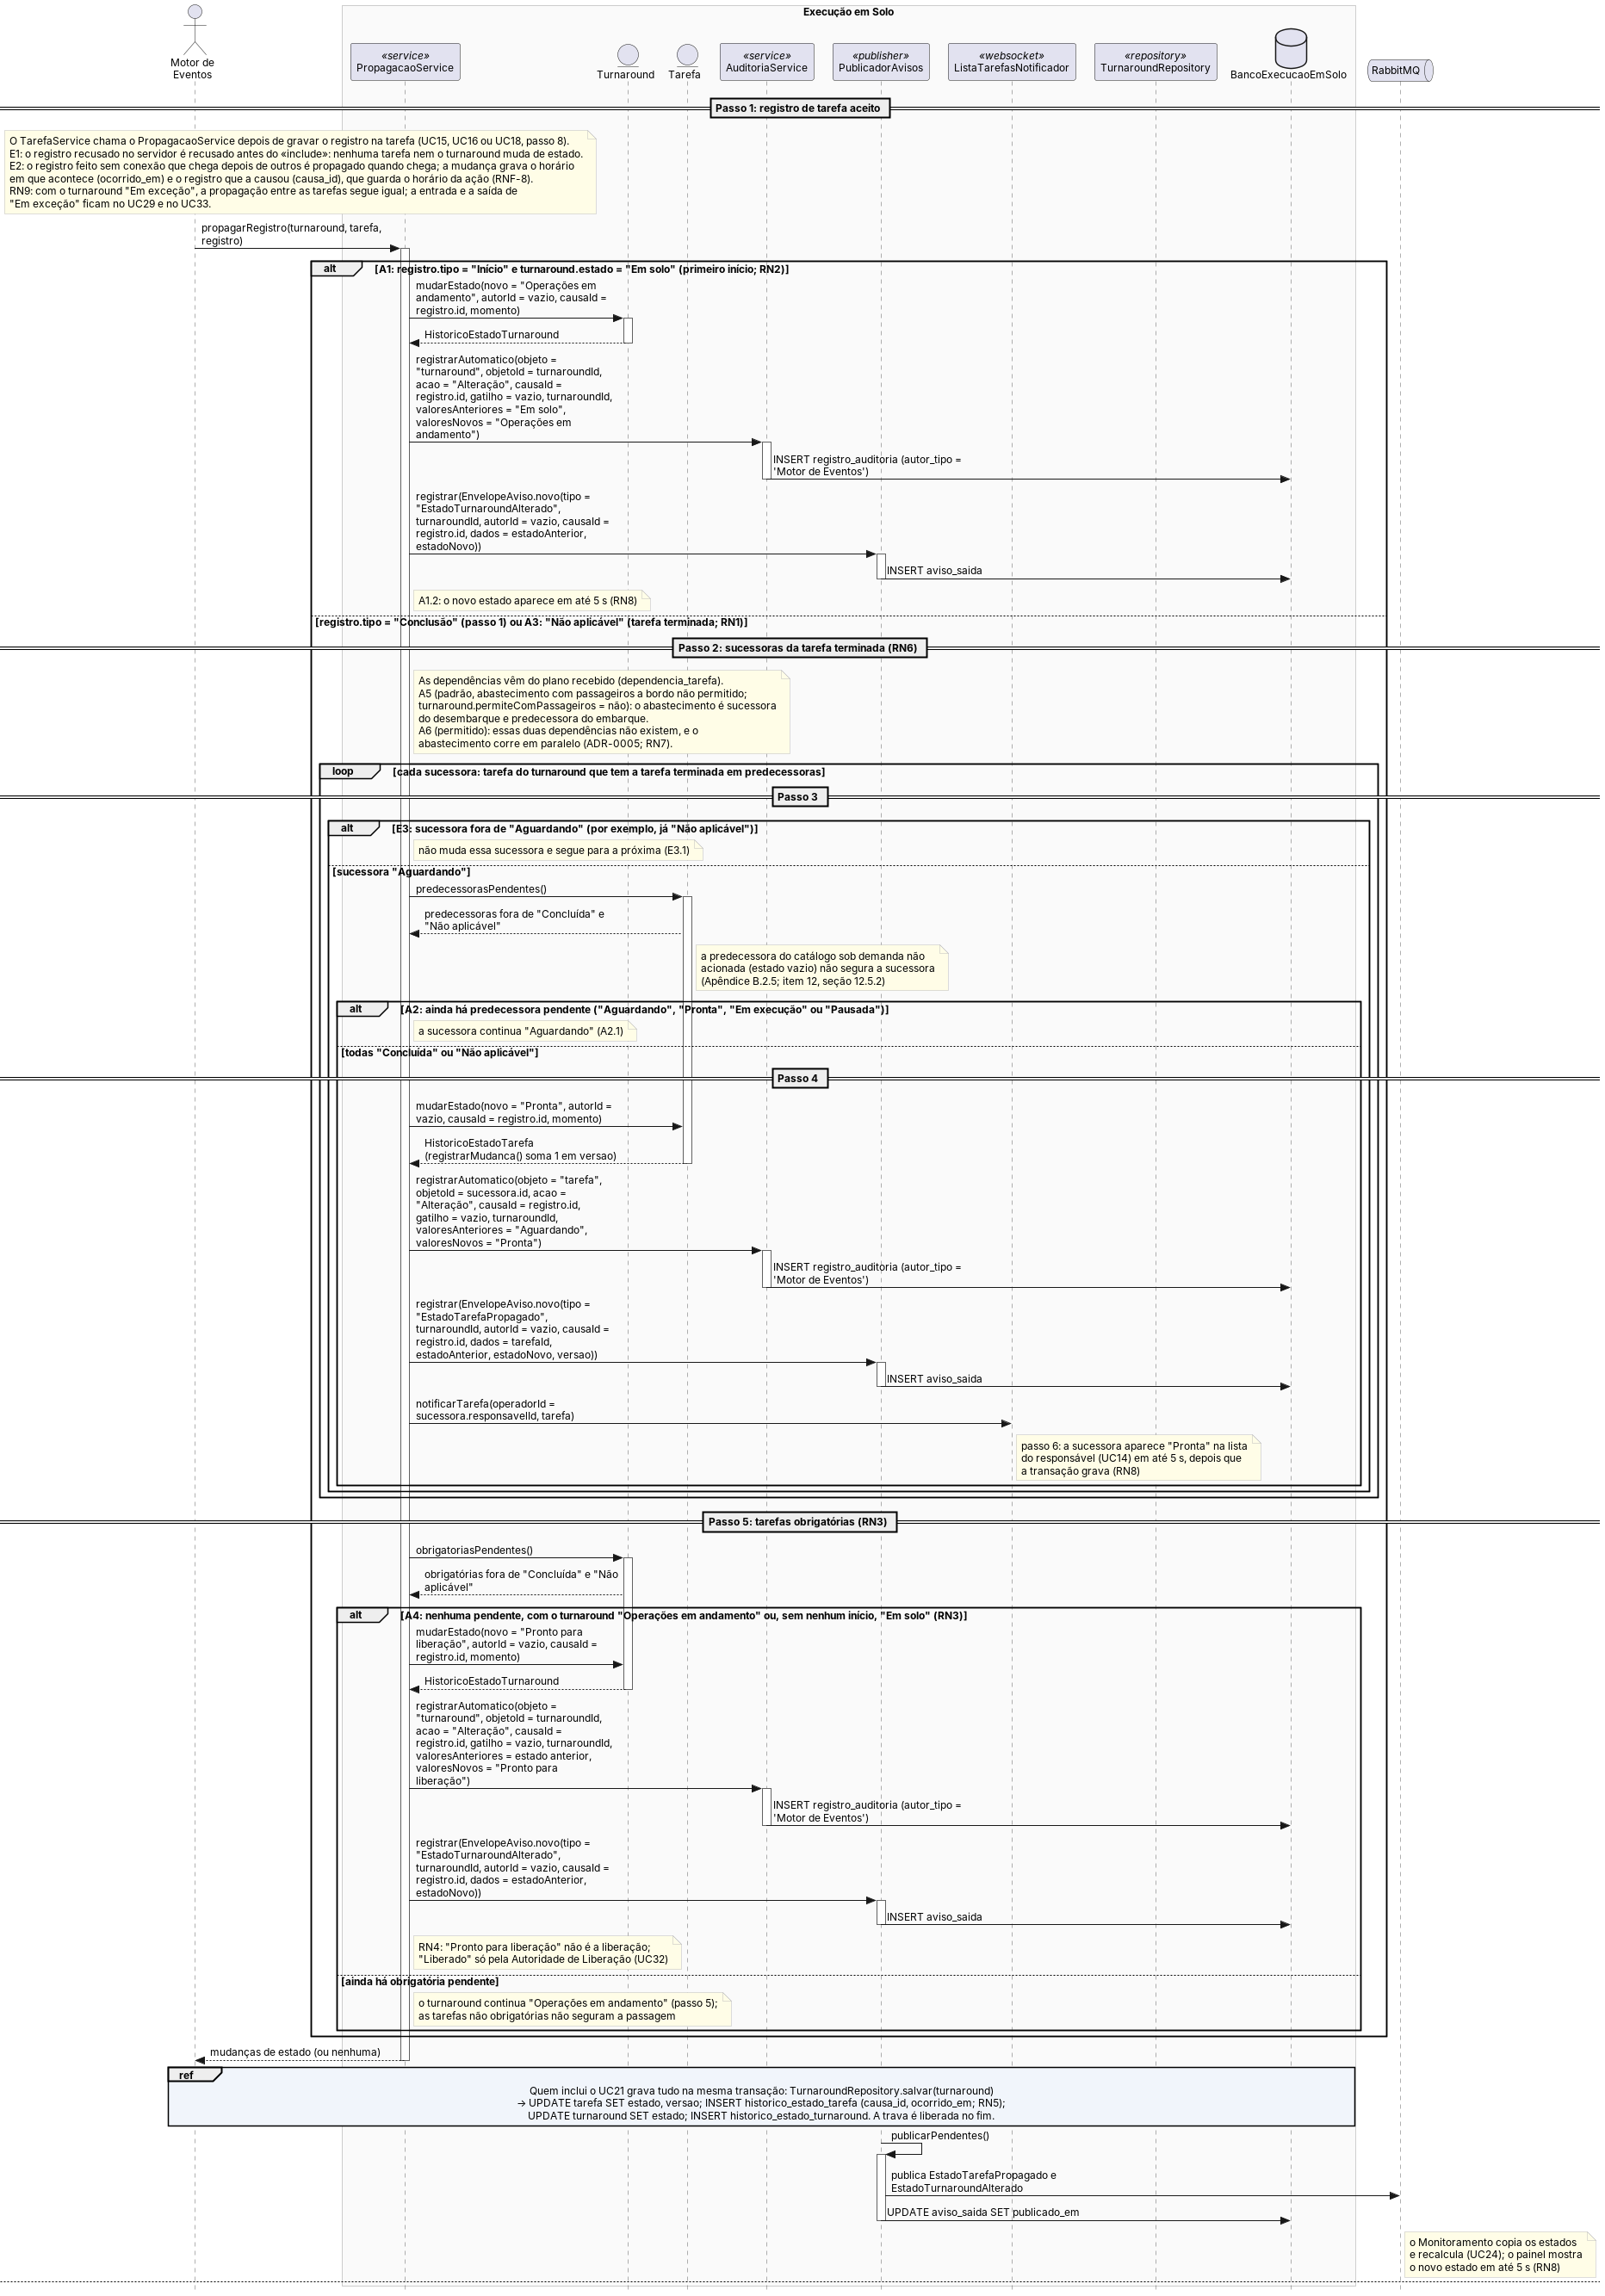 Execução em Solo
Motor de
Eventos
«service»
PropagacaoService
Turnaround
Tarefa
«service»
AuditoriaService
«publisher»
PublicadorAvisos
«websocket»
ListaTarefasNotificador
«repository»
TurnaroundRepository
BancoExecucaoEmSolo
RabbitMQ
Passo 1: registro de tarefa aceito
O TarefaService chama o PropagacaoService depois de gravar o registro na tarefa (UC15, UC16 ou UC18, passo 8).
E1: o registro recusado no servidor é recusado antes do «include»: nenhuma tarefa nem o turnaround muda de estado.
E2: o registro feito sem conexão que chega depois de outros é propagado quando chega; a mudança grava o horário
em que acontece (ocorrido_em) e o registro que a causou (causa_id), que guarda o horário da ação (RNF-8).
RN9: com o turnaround "Em exceção", a propagação entre as tarefas segue igual; a entrada e a saída de
"Em exceção" ficam no UC29 e no UC33.
propagarRegistro(turnaround, tarefa,
registro)
alt
[A1: registro.tipo = "Início" e turnaround.estado = "Em solo" (primeiro início; RN2)]
mudarEstado(novo = "Operações em
andamento", autorId = vazio, causaId =
registro.id, momento)
HistoricoEstadoTurnaround
registrarAutomatico(objeto =
"turnaround", objetoId = turnaroundId,
acao = "Alteração", causaId =
registro.id, gatilho = vazio, turnaroundId,
valoresAnteriores = "Em solo",
valoresNovos = "Operações em
andamento")
INSERT registro_auditoria (autor_tipo =
'Motor de Eventos')
registrar(EnvelopeAviso.novo(tipo =
"EstadoTurnaroundAlterado",
turnaroundId, autorId = vazio, causaId =
registro.id, dados = estadoAnterior,
estadoNovo))
INSERT aviso_saida
A1.2: o novo estado aparece em até 5 s (RN8)
[registro.tipo = "Conclusão" (passo 1) ou A3: "Não aplicável" (tarefa terminada; RN1)]
Passo 2: sucessoras da tarefa terminada (RN6)
As dependências vêm do plano recebido (dependencia_tarefa).
A5 (padrão, abastecimento com passageiros a bordo não permitido;
turnaround.permiteComPassageiros = não): o abastecimento é sucessora
do desembarque e predecessora do embarque.
A6 (permitido): essas duas dependências não existem, e o
abastecimento corre em paralelo (ADR-0005; RN7).
loop
[cada sucessora: tarefa do turnaround que tem a tarefa terminada em predecessoras]
Passo 3
alt
[E3: sucessora fora de "Aguardando" (por exemplo, já "Não aplicável")]
não muda essa sucessora e segue para a próxima (E3.1)
[sucessora "Aguardando"]
predecessorasPendentes()
predecessoras fora de "Concluída" e
"Não aplicável"
a predecessora do catálogo sob demanda não
acionada (estado vazio) não segura a sucessora
(Apêndice B.2.5; item 12, seção 12.5.2)
alt
[A2: ainda há predecessora pendente ("Aguardando", "Pronta", "Em execução" ou "Pausada")]
a sucessora continua "Aguardando" (A2.1)
[todas "Concluída" ou "Não aplicável"]
Passo 4
mudarEstado(novo = "Pronta", autorId =
vazio, causaId = registro.id, momento)
HistoricoEstadoTarefa
(registrarMudanca() soma 1 em versao)
registrarAutomatico(objeto = "tarefa",
objetoId = sucessora.id, acao =
"Alteração", causaId = registro.id,
gatilho = vazio, turnaroundId,
valoresAnteriores = "Aguardando",
valoresNovos = "Pronta")
INSERT registro_auditoria (autor_tipo =
'Motor de Eventos')
registrar(EnvelopeAviso.novo(tipo =
"EstadoTarefaPropagado",
turnaroundId, autorId = vazio, causaId =
registro.id, dados = tarefaId,
estadoAnterior, estadoNovo, versao))
INSERT aviso_saida
notificarTarefa(operadorId =
sucessora.responsavelId, tarefa)
passo 6: a sucessora aparece "Pronta" na lista
do responsável (UC14) em até 5 s, depois que
a transação grava (RN8)
Passo 5: tarefas obrigatórias (RN3)
obrigatoriasPendentes()
obrigatórias fora de "Concluída" e "Não
aplicável"
alt
[A4: nenhuma pendente, com o turnaround "Operações em andamento" ou, sem nenhum início, "Em solo" (RN3)]
mudarEstado(novo = "Pronto para
liberação", autorId = vazio, causaId =
registro.id, momento)
HistoricoEstadoTurnaround
registrarAutomatico(objeto =
"turnaround", objetoId = turnaroundId,
acao = "Alteração", causaId =
registro.id, gatilho = vazio, turnaroundId,
valoresAnteriores = estado anterior,
valoresNovos = "Pronto para
liberação")
INSERT registro_auditoria (autor_tipo =
'Motor de Eventos')
registrar(EnvelopeAviso.novo(tipo =
"EstadoTurnaroundAlterado",
turnaroundId, autorId = vazio, causaId =
registro.id, dados = estadoAnterior,
estadoNovo))
INSERT aviso_saida
RN4: "Pronto para liberação" não é a liberação;
"Liberado" só pela Autoridade de Liberação (UC32)
[ainda há obrigatória pendente]
o turnaround continua "Operações em andamento" (passo 5);
as tarefas não obrigatórias não seguram a passagem
mudanças de estado (ou nenhuma)
ref
Quem inclui o UC21 grava tudo na mesma transação: TurnaroundRepository.salvar(turnaround)
→ UPDATE tarefa SET estado, versao; INSERT historico_estado_tarefa (causa_id, ocorrido_em; RN5);
UPDATE turnaround SET estado; INSERT historico_estado_turnaround. A trava é liberada no fim.
publicarPendentes()
publica EstadoTarefaPropagado e
EstadoTurnaroundAlterado
UPDATE aviso_saida SET publicado_em
o Monitoramento copia os estados
e recalcula (UC24); o painel mostra
o novo estado em até 5 s (RN8)